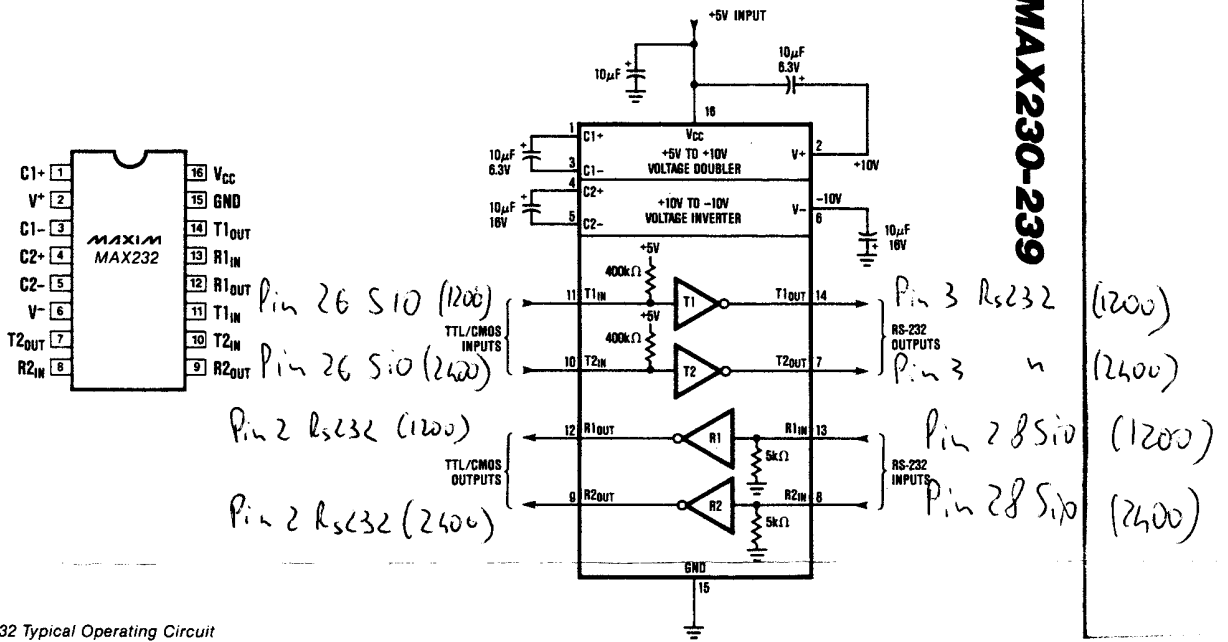 MAX230-239
+5V INPUT
10µF
10µF
6.3V
16
VCC
+5V TO +10V
VOLTAGE DOUBLER
1 C1+
10µF
6.3V
3 C1-
V+ 2
+10V
4 C2+
10µF
16V
5 C2-
+10V TO -10V
VOLTAGE INVERTER
V- 6
-10V
10µF
16V
C1+ 1
V+ 2
C1- 3
C2+ 4
C2- 5
V- 6
T2OUT 7
R2IN 8
MAXIM
MAX232
16 VCC
15 GND
14 T1OUT
13 R1IN
12 R1OUT
11 T1IN
10 T2IN
9 R2OUT
+5V
400kΩ
Pin 26 SiO (1200)
11 T1IN
T1
T1OUT 14
Pin 3 Rs232 (1200)
TTL/CMOS
INPUTS
+5V
400kΩ
RS-232
OUTPUTS
Pin 26 SiO (2400)
10 T2IN
T2
T2OUT 7
Pin 3 " (2400)
Pin 2 Rs232 (1200)
12 R1OUT
R1
R1IN 13
5kΩ
Pin 28 Sio (1200)
TTL/CMOS
OUTPUTS
RS-232
INPUTS
Pin 2 Rs232 (2400)
9 R2OUT
R2
R2IN 8
5kΩ
Pin 28 Sio (2400)
GND
15
32 Typical Operating Circuit